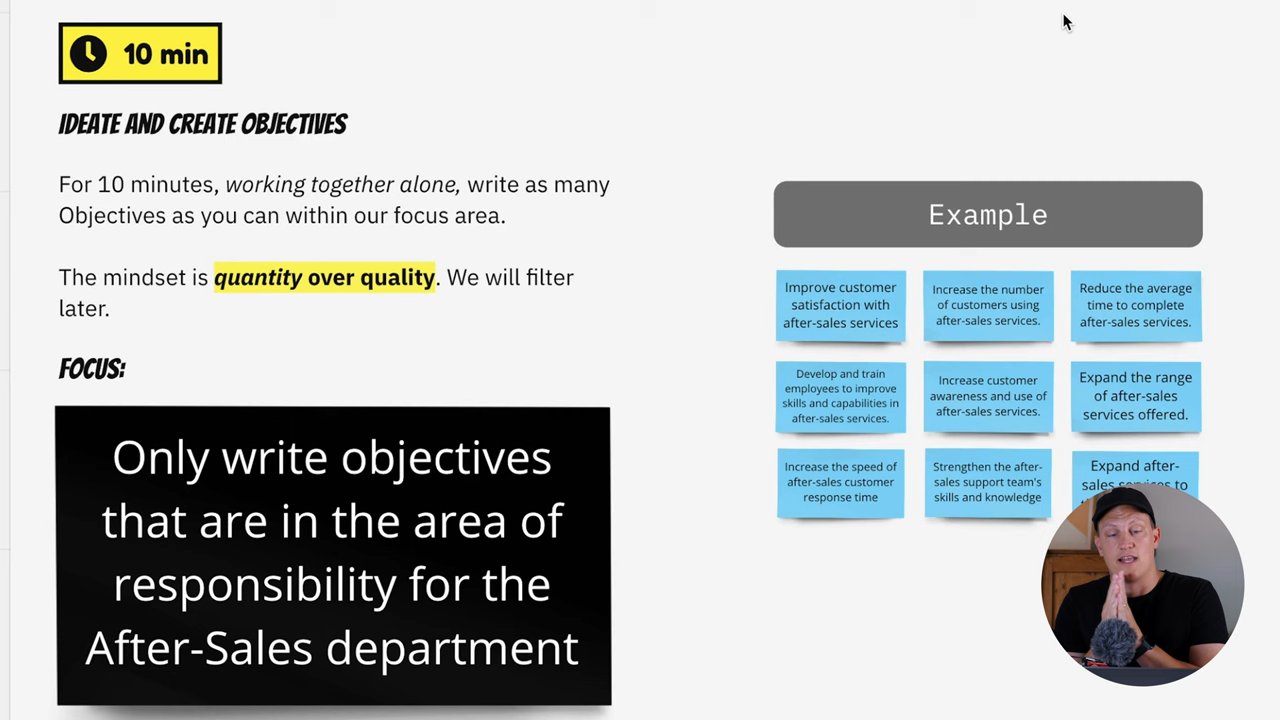 10 min
IDEATE AND CREATE OBJECTIVES
For 10 minutes, working together alone, write as many
Objectives as you can within our focus area.
The mindset is quantity over quality. We will filter
later.
FOCUS:
Only write objectives
that are in the area of
responsibility for the
After-Sales department
Example
Improve customer
satisfaction with
after-sales services
Increase the number
of customers using
after-sales services.
Reduce the average
time to complete
after-sales services.
Develop and train
employees to improve
skills and capabilities in
after-sales services.
Increase customer
awareness and use of
after-sales services.
Expand the range
of after-sales
services offered.
Increase the speed of
after-sales customer
response time
Strengthen the after-
sales support team's
skills and knowledge
Expand after-
sales services to